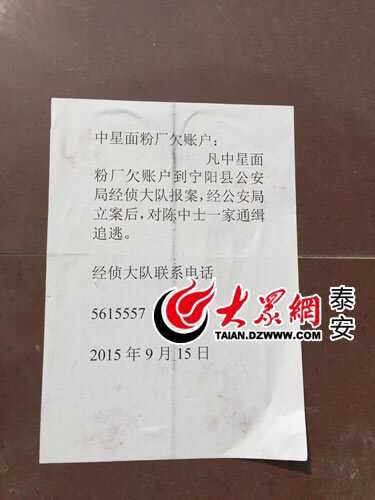 中星面粉厂欠账户：
凡中星面
粉厂欠账户到宁阳县公安
局经侦大队报案，经公安局
立案后，对陈中士一家通缉
追逃。
经侦大队联系电话
5615557
2015年9月15日
大眾網
泰安
TAIAN.DZWWW.COM